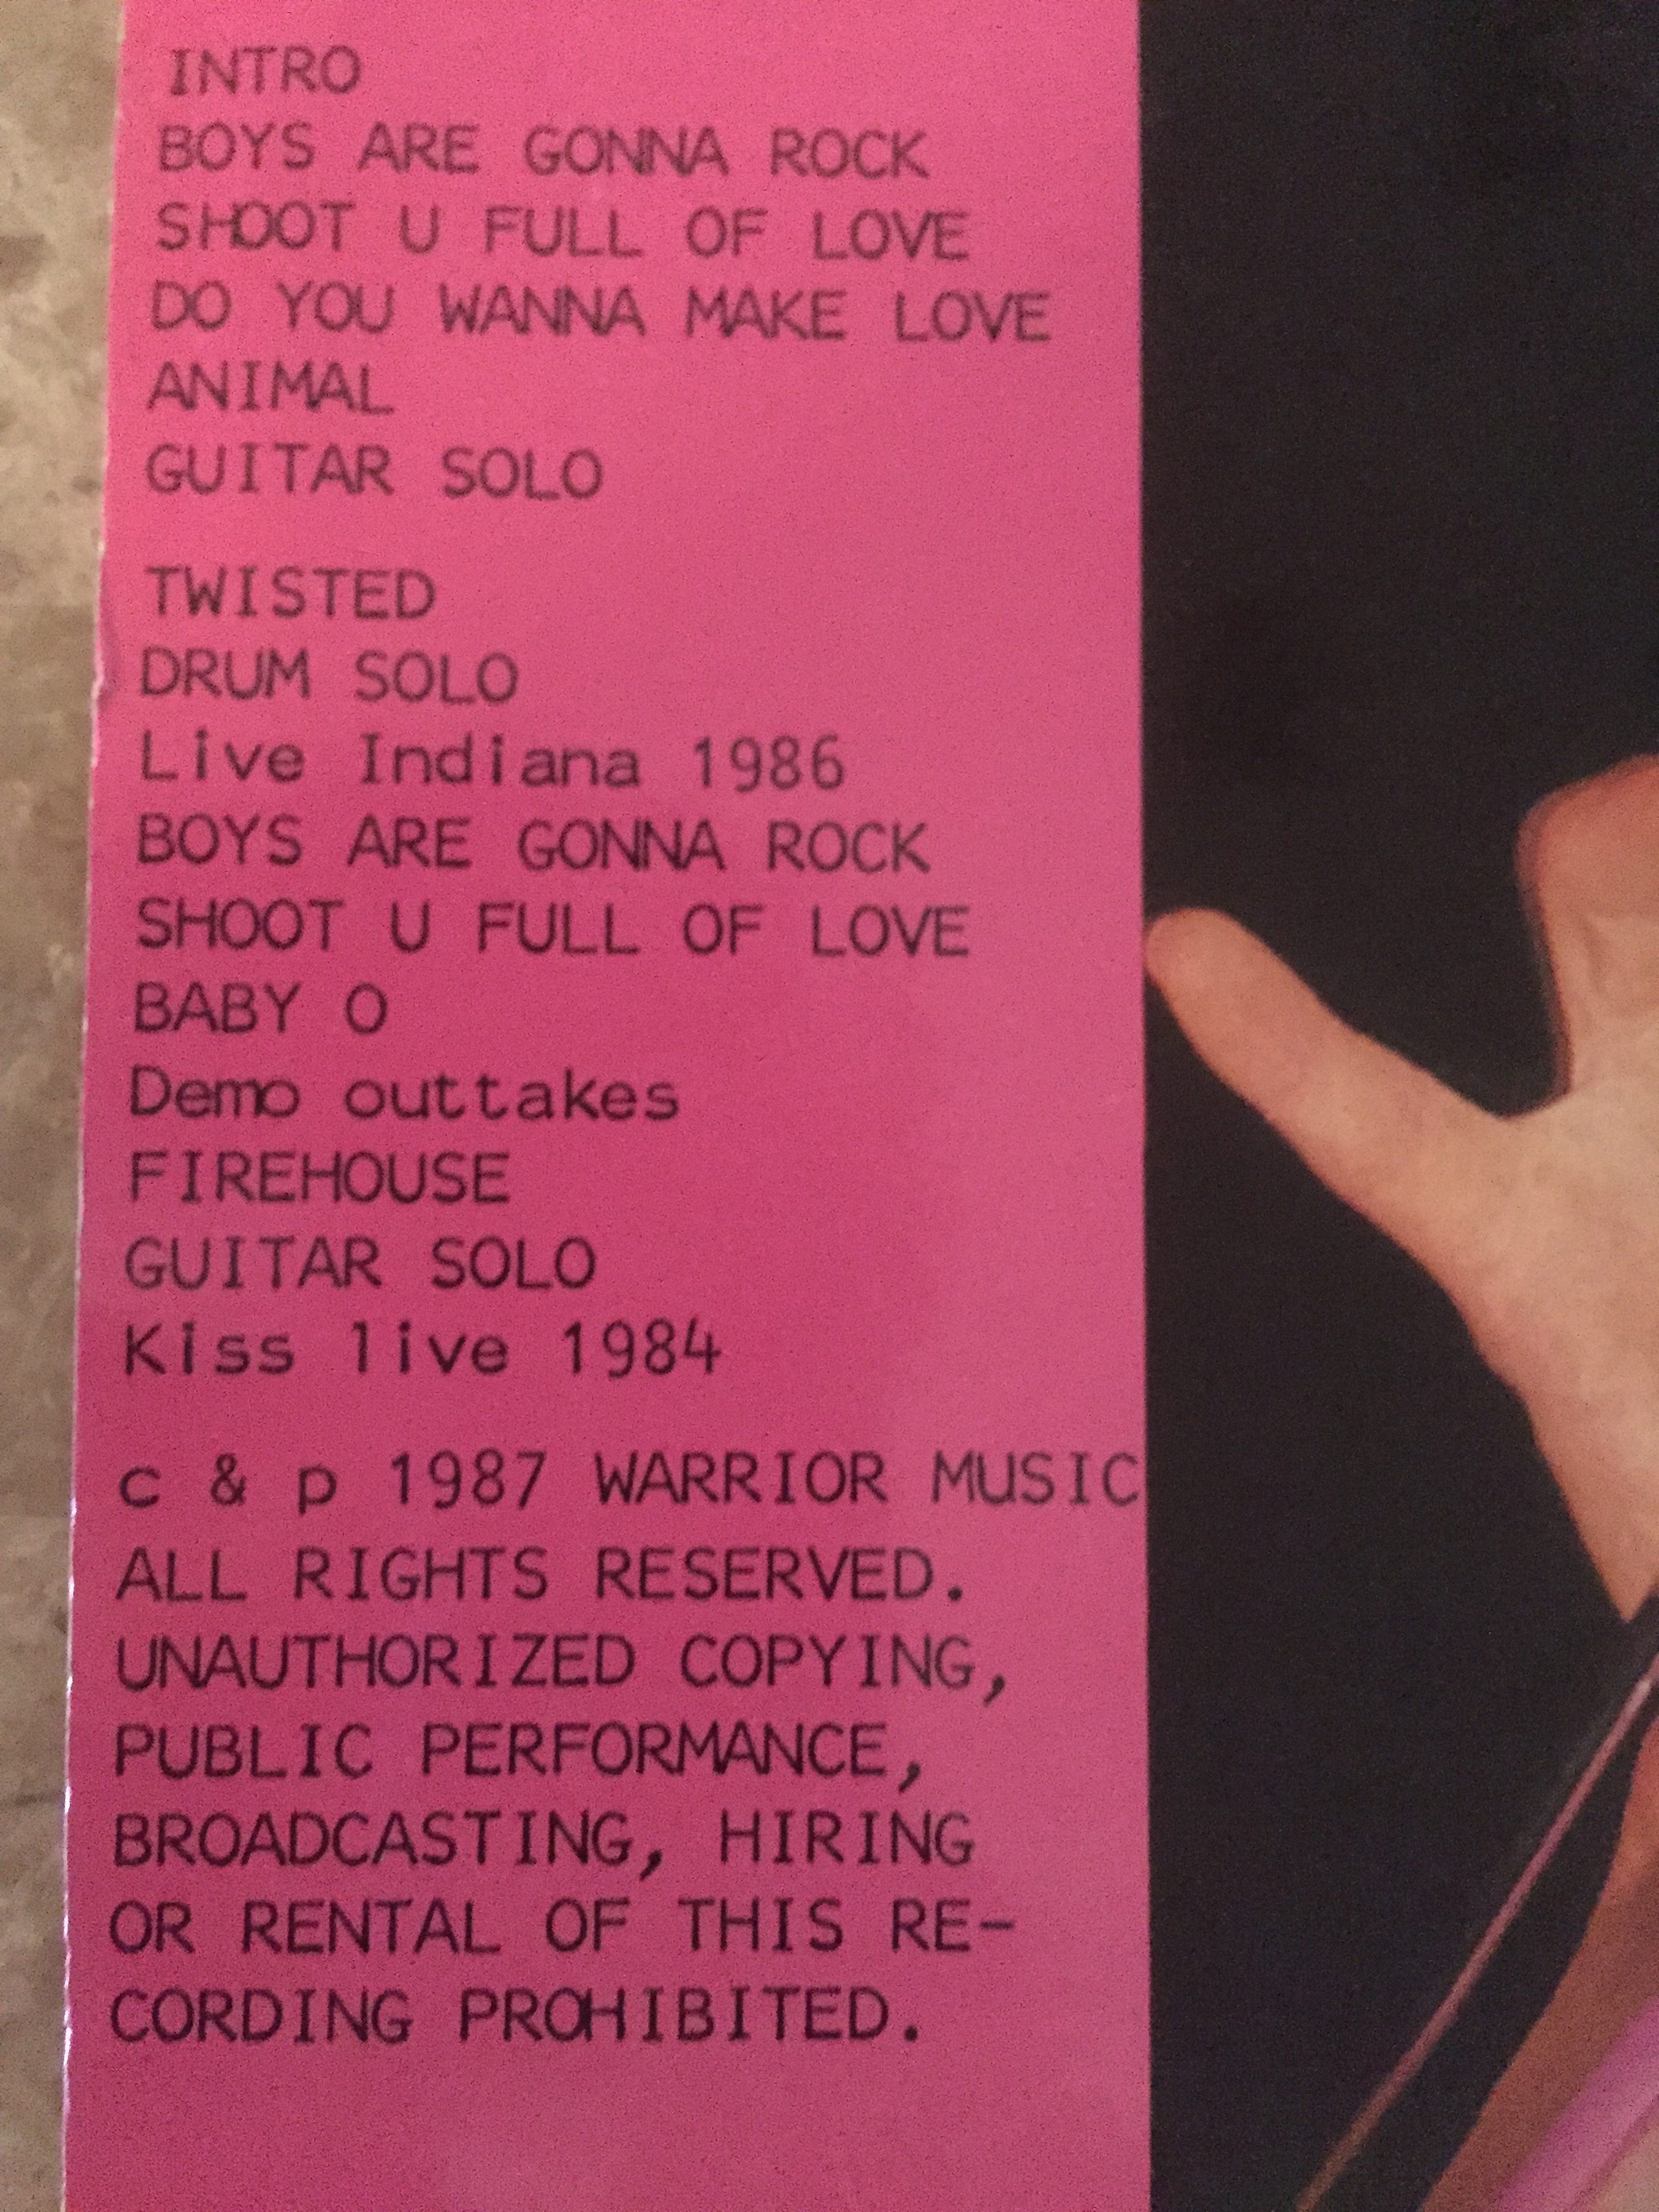 INTRO
BOYS ARE GONNA ROCK
SHOOT U FULL OF LOVE
DO YOU WANNA MAKE LOVE
ANIMAL
GUITAR SOLO
TWISTED
DRUM SOLO
Live Indiana 1986
BOYS ARE GONNA ROCK
SHOOT U FULL OF LOVE
BABY O
Demo outtakes
FIREHOUSE
GUITAR SOLO
Kiss live 1984
c & p 1987 WARRIOR MUSIC
ALL RIGHTS RESERVED.
UNAUTHORIZED COPYING,
PUBLIC PERFORMANCE,
BROADCASTING, HIRING
OR RENTAL OF THIS RE-
CORDING PROHIBITED.